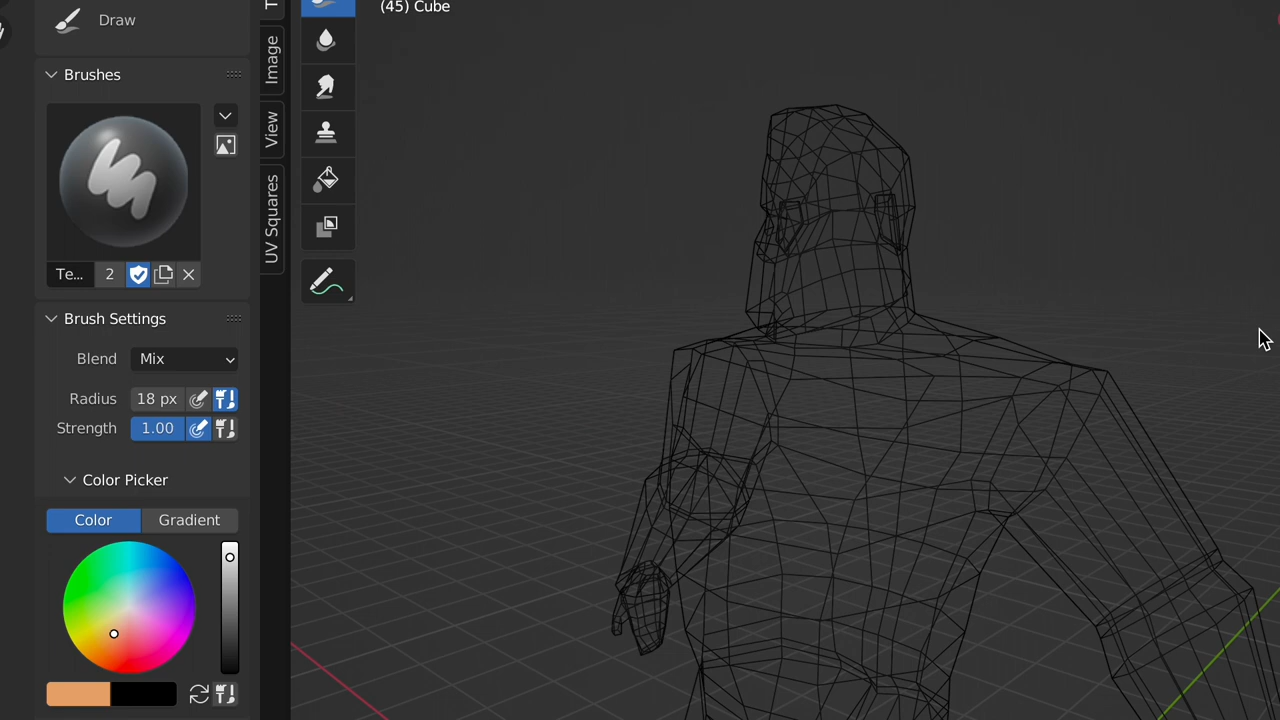 (45) Cube
Draw
Image
View
UV Squares
Brushes
Te...
2
Brush Settings
Blend
Mix
Radius
18 px
Strength
1.00
Color Picker
Color
Gradient